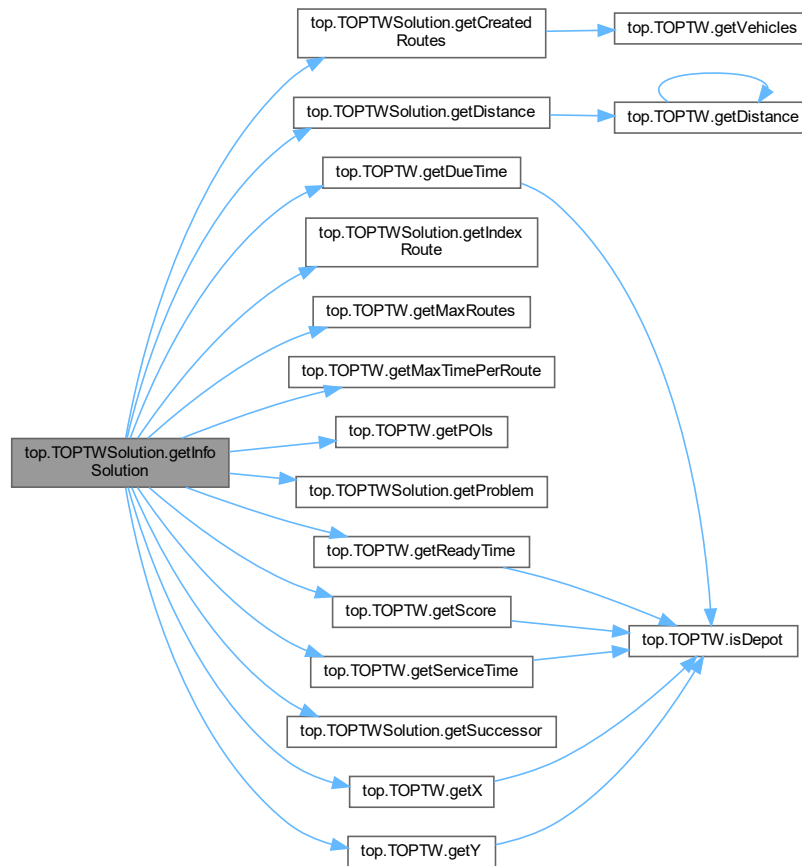 top.TOPTWSolution.getInfo
Solution
top.TOPTWSolution.getCreated
Routes
top.TOPTW.getVehicles
top.TOPTWSolution.getDistance
top.TOPTW.getDistance
top.TOPTW.getDueTime
top.TOPTWSolution.getIndex
Route
top.TOPTW.getMaxRoutes
top.TOPTW.getMaxTimePerRoute
top.TOPTW.getPOIs
top.TOPTWSolution.getProblem
top.TOPTW.getReadyTime
top.TOPTW.getScore
top.TOPTW.isDepot
top.TOPTW.getServiceTime
top.TOPTWSolution.getSuccessor
top.TOPTW.getX
top.TOPTW.getY